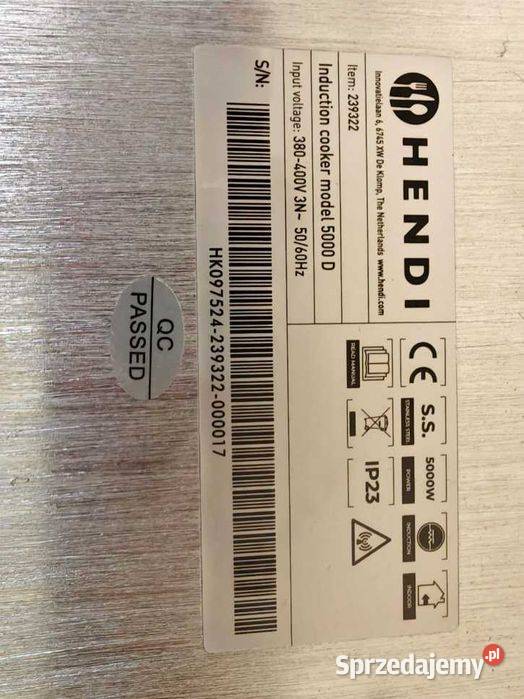 HENDI
Innovatielaan 6, 6745 XW De Klomp, The Netherlands www.hendi.com
Item: 239322
Induction cooker model 5000 D
Input voltage: 380-400V 3N~ 50/60Hz
S/N:
HK097524-239322-000017
CE
S.S.
STAINLESS STEEL
5000W
POWER
INDUCTION
INDOOR
READ MANUAL
IP23
QC
PASSED
Sprzedajemy.pl